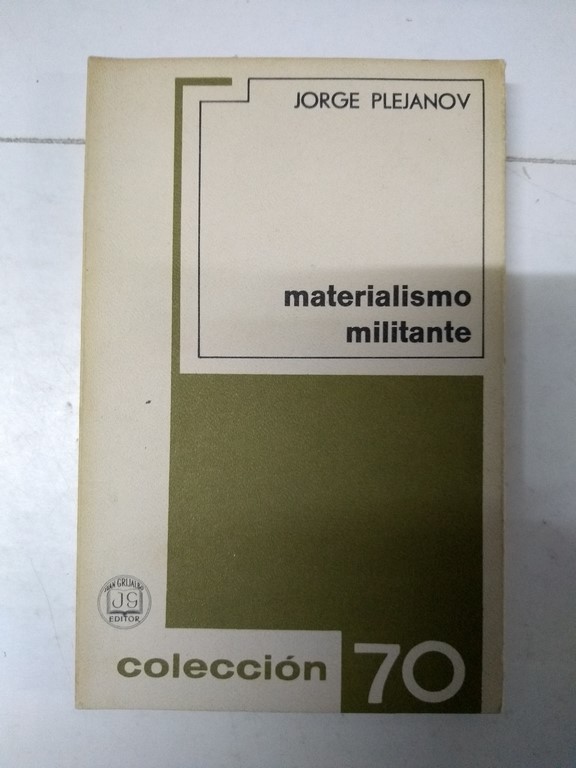 JORGE PLEJANOV
materialismo
militante
JUAN GRIJALBO
JG
EDITOR
colección 70